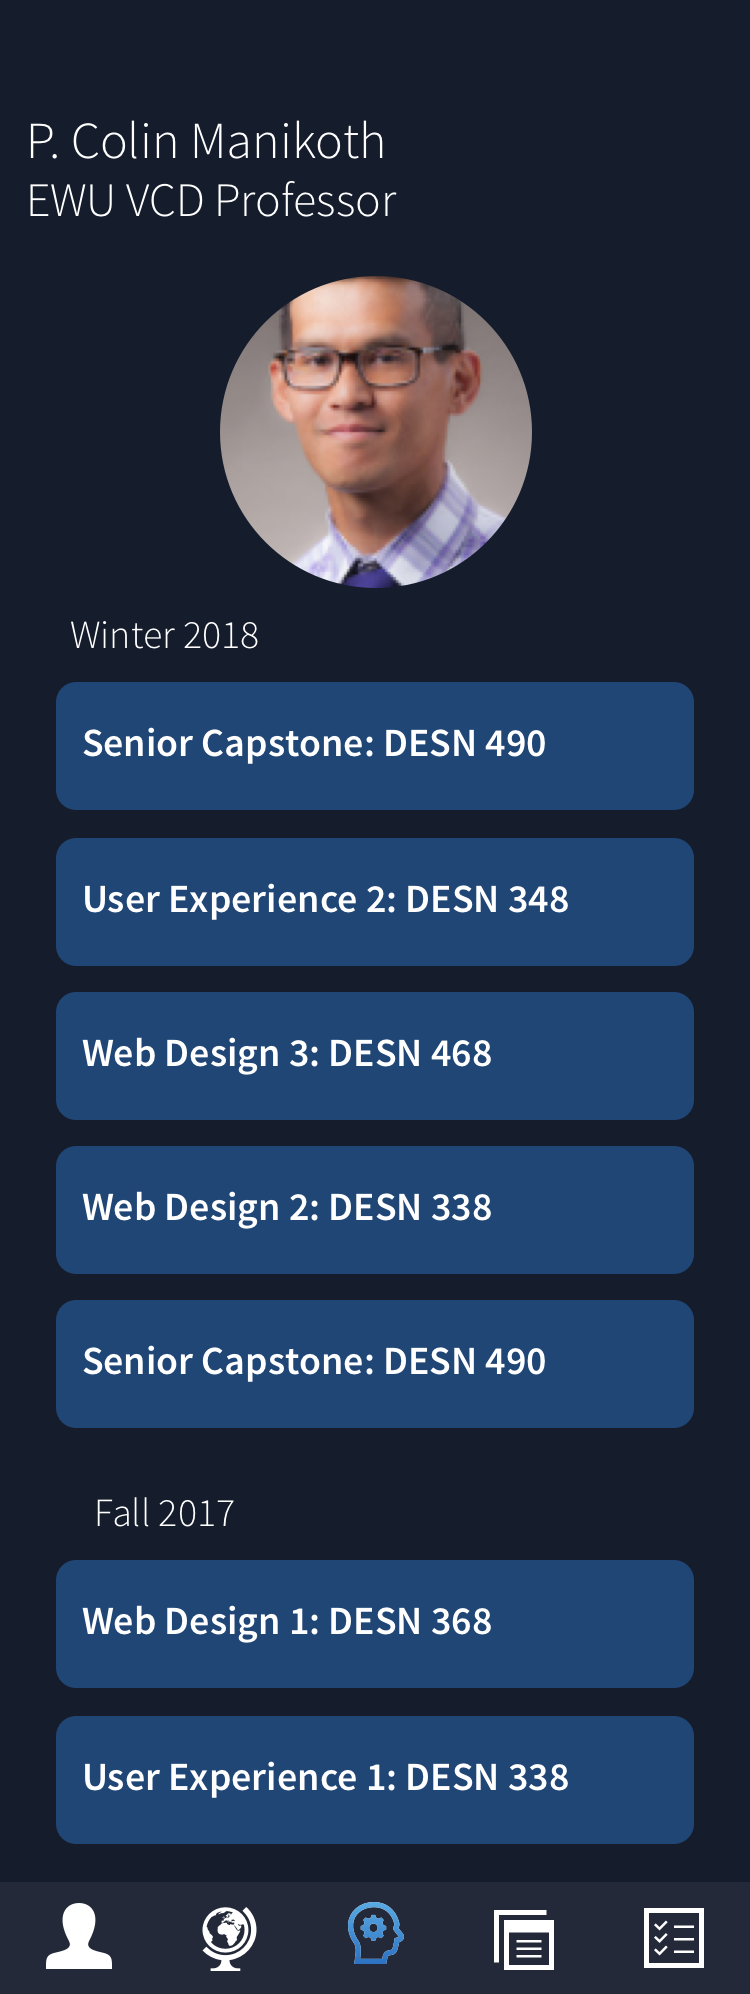 P. Colin Manikoth
EWU VCD Professor
Winter 2018
Senior Capstone: DESN 490
User Experience 2: DESN 348
Web Design 3: DESN 468
Web Design 2: DESN 338
Senior Capstone: DESN 490
Fall 2017
Web Design 1: DESN 368
User Experience 1: DESN 338